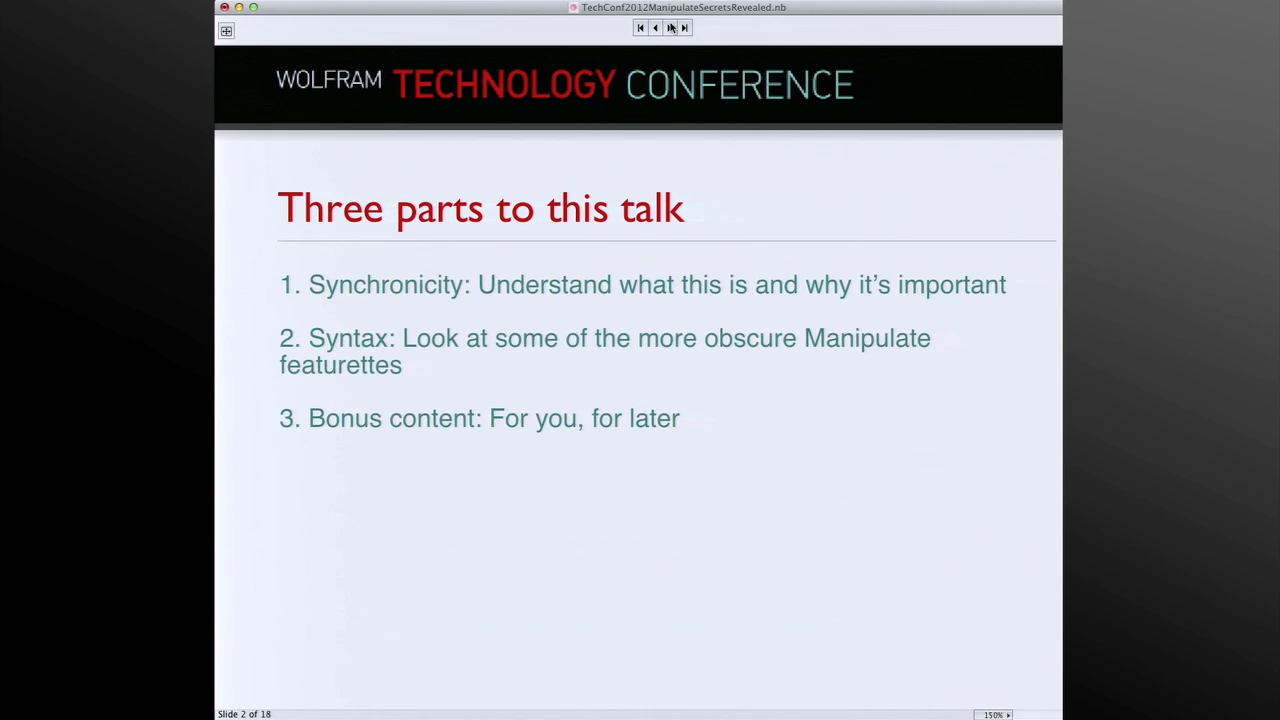 TechConf2012ManipulateSecretsRevealed.nb
WOLFRAM TECHNOLOGY CONFERENCE
Three parts to this talk
1. Synchronicity: Understand what this is and why it's important
2. Syntax: Look at some of the more obscure Manipulate
featurettes
3. Bonus content: For you, for later
Slide 2 of 18
150%